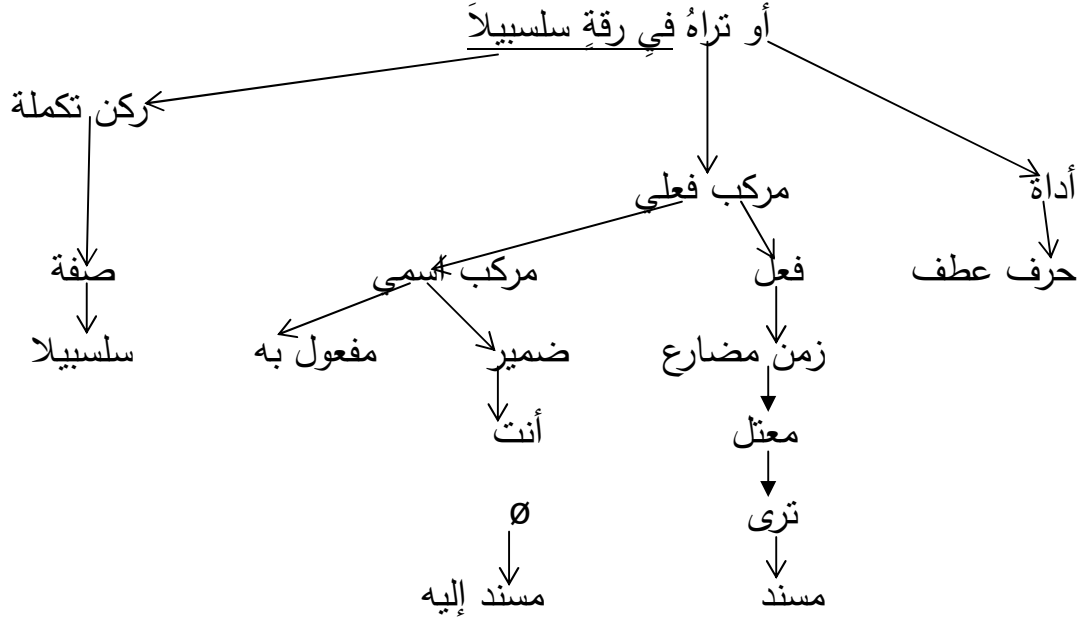 أو تراهُ فيِ رقةٍ سلسبيلاَ
ركن تكملة
مركب فعلي
أداة
حرف عطف
فعل
مركب اسمي
صفة
زمن مضارع
ضمير
مفعول به
سلسبيلا
معتل
أنت
ترى
ø
مسند
مسند إليه